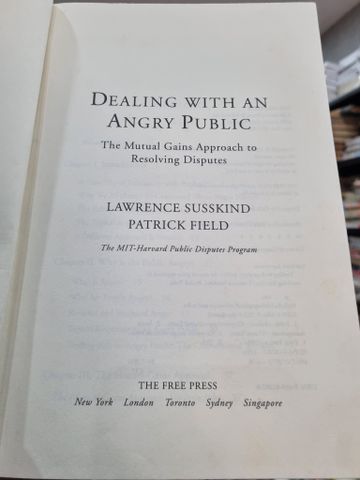 DEALING WITH AN
ANGRY PUBLIC
The Mutual Gains Approach to
Resolving Disputes
LAWRENCE SUSSKIND
PATRICK FIELD
The MIT-Harvard Public Disputes Program
THE FREE PRESS
New York London Toronto Sydney Singapore